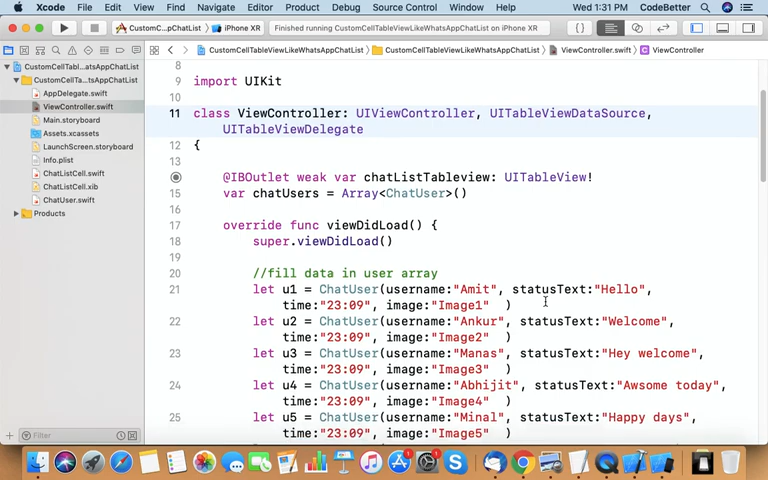 Xcode File Edit View Find Navigate Editor Product Debug Source Control Window Help Wed 1:31 PM CodeBetter
CustomC...pChatList iPhone XR Finished running CustomCellTableViewLikeWhatsAppChatList on iPhone XR
CustomCellTableViewLikeWhatsAppChatList CustomCellTableViewLikeWhatsAppChatList ViewController.swift C ViewController
CustomCellTabl...atsAppChatList
CustomCellTa...tsAppChatList
AppDelegate.swift
ViewController.swift
Main.storyboard
Assets.xcassets
LaunchScreen.storyboard
Info.plist
ChatListCell.swift
ChatListCell.xib
ChatUser.swift
Products
Filter
8
9 import UIKit
10
11 class ViewController: UIViewController, UITableViewDataSource,
UITableViewDelegate
12 {
13
@IBOutlet weak var chatListTableview: UITableView!
15 var chatUsers = Array<ChatUser>()
16
17 override func viewDidLoad() {
18 super.viewDidLoad()
19
20 //fill data in user array
21 let u1 = ChatUser(username:"Amit", statusText:"Hello",
time:"23:09", image:"Image1" )
22 let u2 = ChatUser(username:"Ankur", statusText:"Welcome",
time:"23:09", image:"Image2" )
23 let u3 = ChatUser(username:"Manas", statusText:"Hey welcome",
time:"23:09", image:"Image3" )
24 let u4 = ChatUser(username:"Abhijit", statusText:"Awsome today",
time:"23:09", image:"Image4" )
25 let u5 = ChatUser(username:"Minal", statusText:"Happy days",
time:"23:09", image:"Image5" )